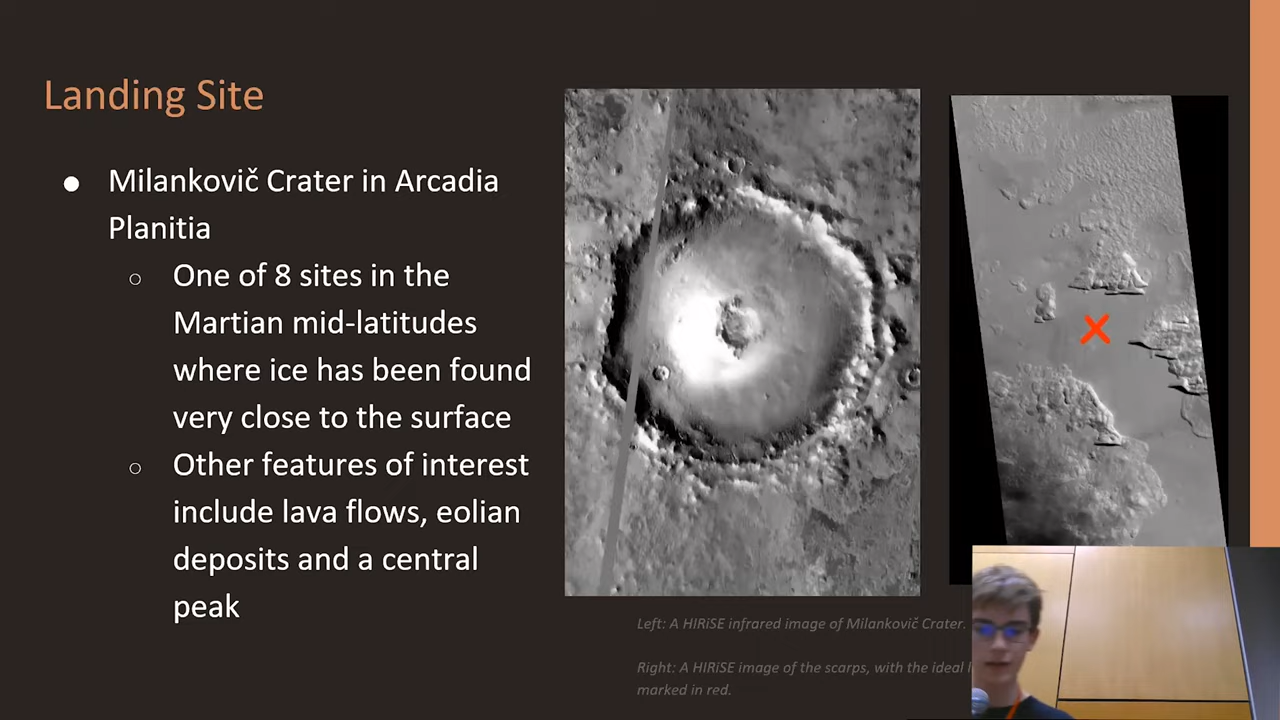 Landing Site
● Milankovič Crater in Arcadia
Planitia
○ One of 8 sites in the
Martian mid-latitudes
where ice has been found
very close to the surface
○ Other features of interest
include lava flows, eolian
deposits and a central
peak
Left: A HIRiSE infrared image of Milankovič Crater.
Right: A HIRiSE image of the scarps, with the ideal
marked in red.